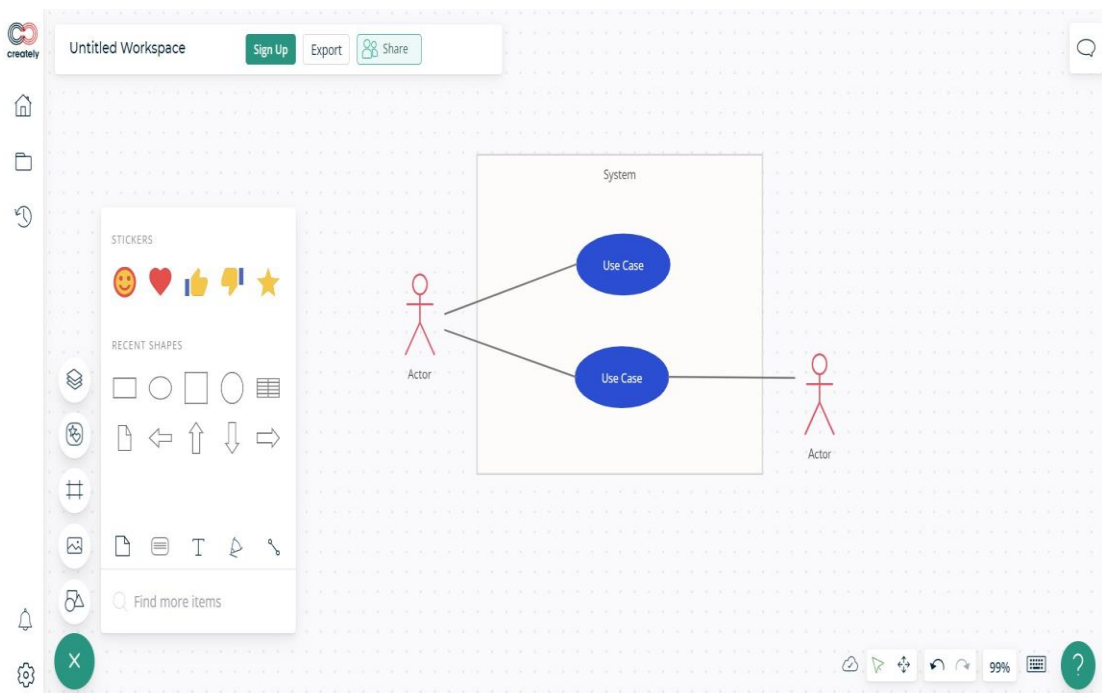 creately
Untitled Workspace
Sign Up
Export
Share
System
STICKERS
Use Case
RECENT SHAPES
Actor
Use Case
Actor
T
Find more items
X
99%
?